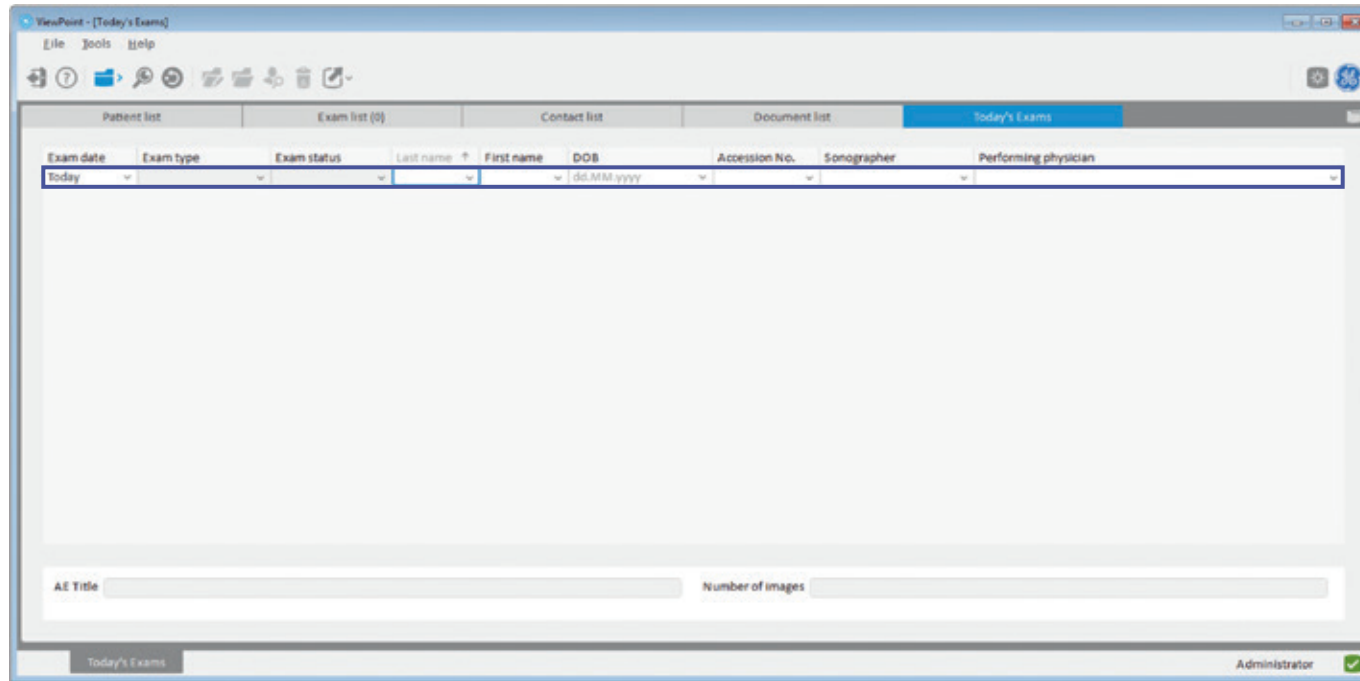 ViewPoint - [Today's Exams]
File Tools Help
Patient list Exam list (0) Contact list Document list Today's Exams
Exam date Exam type Exam status Last name ↑ First name DOB Accession No. Sonographer Performing physician
Today dd.MM.yyyy
AE Title Number of images
Today's Exams Administrator